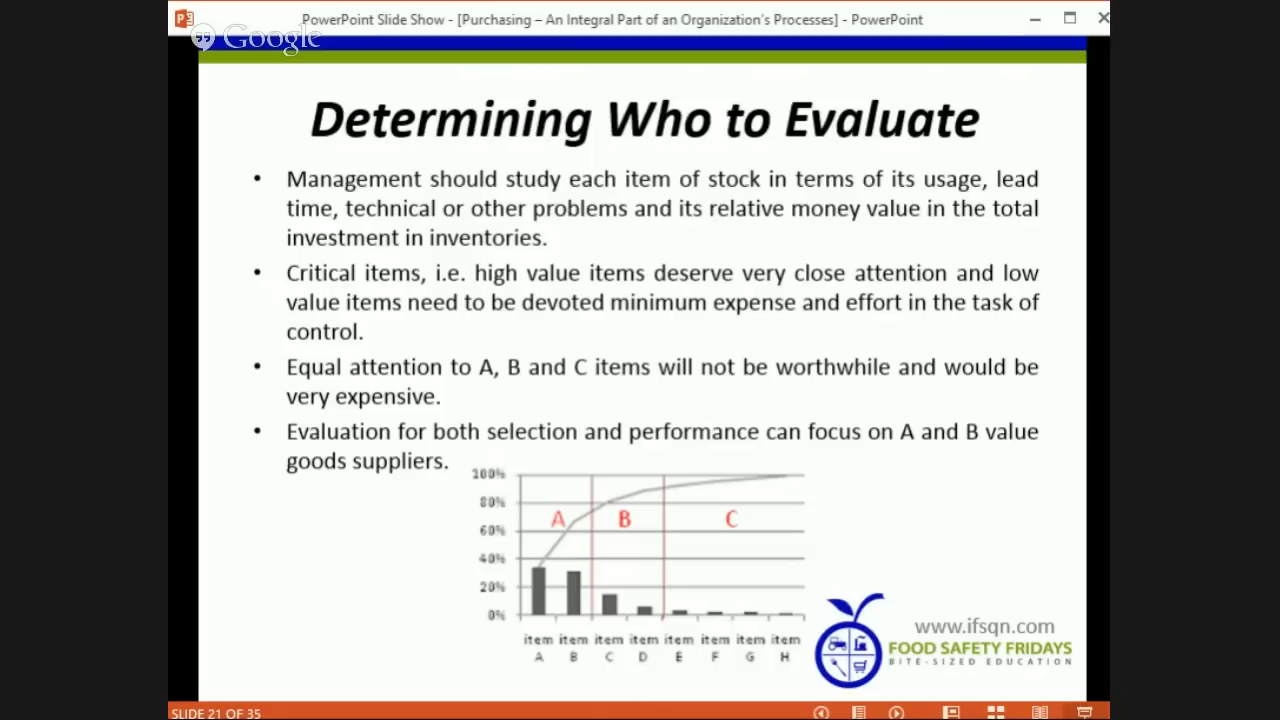 PowerPoint Slide Show - [Purchasing – An Integral Part of an Organization's Processes] - PowerPoint
Google
Determining Who to Evaluate
• Management should study each item of stock in terms of its usage, lead
time, technical or other problems and its relative money value in the total
investment in inventories.
• Critical items, i.e. high value items deserve very close attention and low
value items need to be devoted minimum expense and effort in the task of
control.
• Equal attention to A, B and C items will not be worthwhile and would be
very expensive.
• Evaluation for both selection and performance can focus on A and B value
goods suppliers.
100%
80%
60%
40%
20%
0%
A B C
item item item item item item item item
A B C D E F G H
www.ifsqn.com
FOOD SAFETY FRIDAYS
BITE-SIZED EDUCATION
SLIDE 21 OF 35